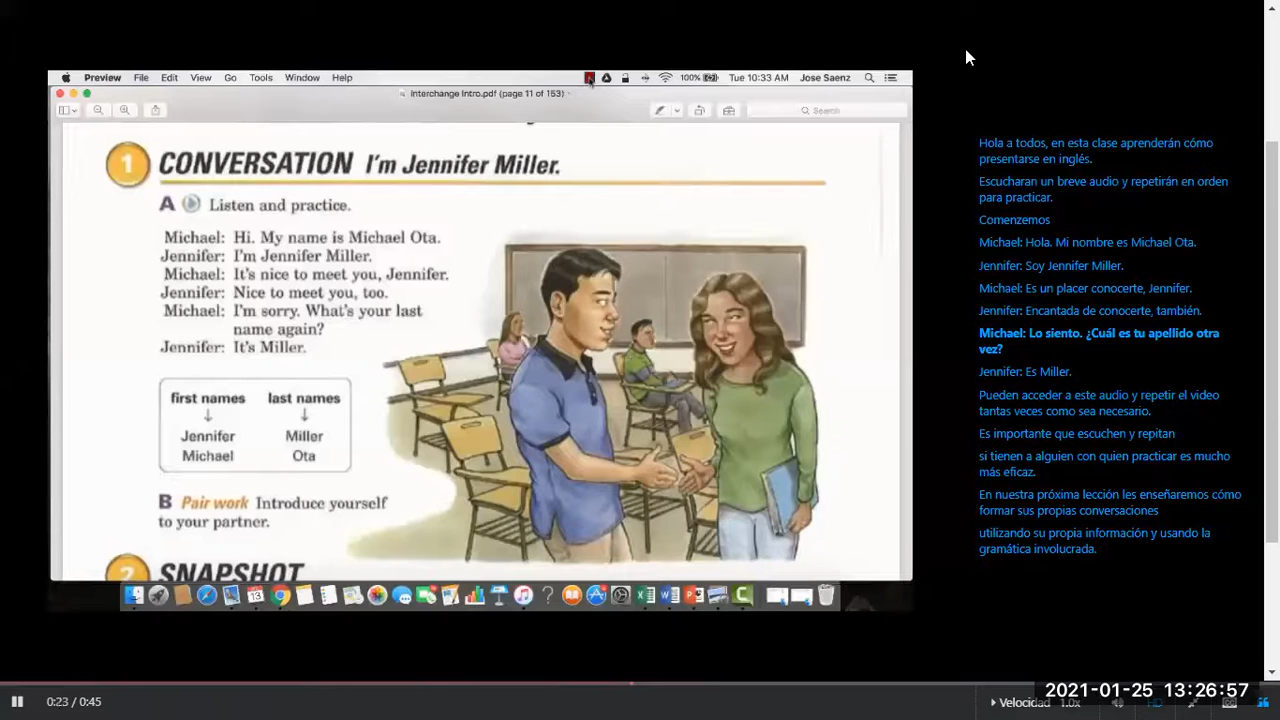 Preview File Edit View Go Tools Window Help 100% Tue 10:33 AM Jose Saenz
Interchange Intro.pdf (page 11 of 153)
Search
1 CONVERSATION I'm Jennifer Miller.
A Listen and practice.
Michael: Hi. My name is Michael Ota.
Jennifer: I'm Jennifer Miller.
Michael: It's nice to meet you, Jennifer.
Jennifer: Nice to meet you, too.
Michael: I'm sorry. What's your last
name again?
Jennifer: It's Miller.
first names last names
Jennifer Miller
Michael Ota
B Pair work Introduce yourself
to your partner.
2 SNAPSHOT
13
Hola a todos, en esta clase aprenderán cómo
presentarse en inglés.
Escucharan un breve audio y repetirán en orden
para practicar.
Comenzemos
Michael: Hola. Mi nombre es Michael Ota.
Jennifer: Soy Jennifer Miller.
Michael: Es un placer conocerte, Jennifer.
Jennifer: Encantada de conocerte, también.
Michael: Lo siento. ¿Cuál es tu apellido otra
vez?
Jennifer: Es Miller.
Pueden acceder a este audio y repetir el video
tantas veces como sea necesario.
Es importante que escuchen y repitan
si tienen a alguien con quien practicar es mucho
más eficaz.
En nuestra próxima lección les enseñaremos cómo
formar sus propias conversaciones
utilizando su propia información y usando la
gramática involucrada.
0:23 / 0:45
Velocidad 1.0x HD
2021-01-25 13:26:57